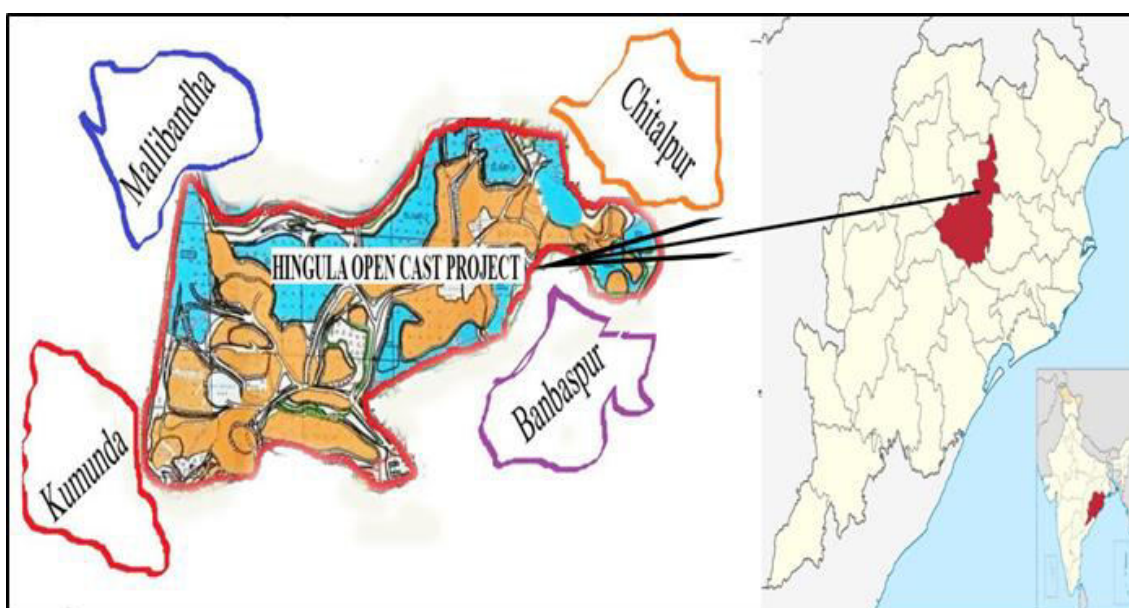 Mallibandha
Chitalpur
HINGULA OPEN CAST PROJECT
Banbaspur
Kumunda